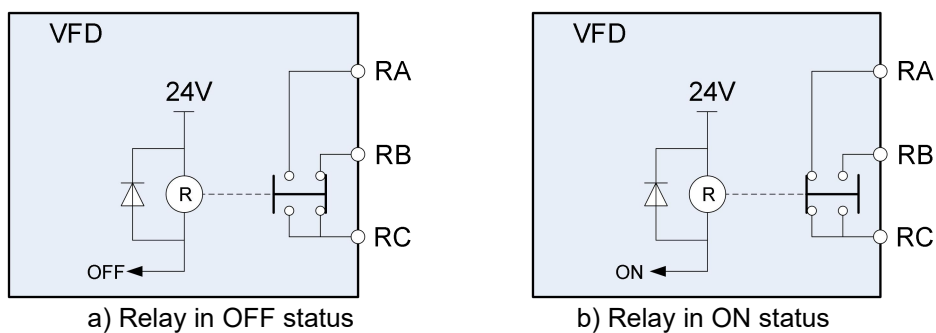 VFD
RA
24V
RB
R
RC
OFF
a) Relay in OFF status
VFD
RA
24V
RB
R
RC
ON
b) Relay in ON status